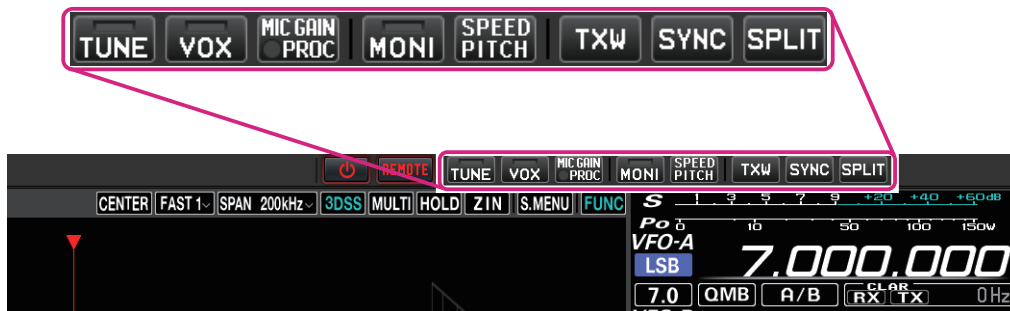 TUNE VOX MIC GAIN PROC MONI SPEED PITCH TXW SYNC SPLIT
REMOTE TUNE VOX MIC GAIN PROC MONI SPEED PITCH TXW SYNC SPLIT
CENTER FAST 1 SPAN 200kHz 3DSS MULTI HOLD Z IN S.MENU FUNC
S 1 3 5 7 9 +20 +40 +60dB
Po 0 10 50 100 150W
VFO-A
LSB 7.000.000
7.0 QMB A/B CLAR RX TX 0Hz